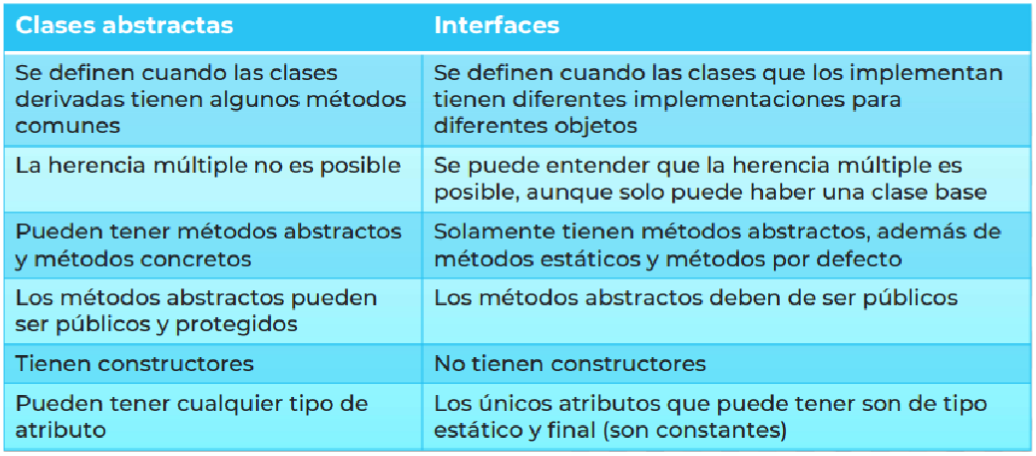 Clases abstractas
Interfaces
Se definen cuando las clases
derivadas tienen algunos métodos
comunes
Se definen cuando las clases que los implementan
tienen diferentes implementaciones para
diferentes objetos
La herencia múltiple no es posible
Se puede entender que la herencia múltiple es
posible, aunque solo puede haber una clase base
Pueden tener métodos abstractos
y métodos concretos
Solamente tienen métodos abstractos, además de
métodos estáticos y métodos por defecto
Los métodos abstractos pueden
ser públicos y protegidos
Los métodos abstractos deben de ser públicos
Tienen constructores
No tienen constructores
Pueden tener cualquier tipo de
atributo
Los únicos atributos que puede tener son de tipo
estático y final (son constantes)